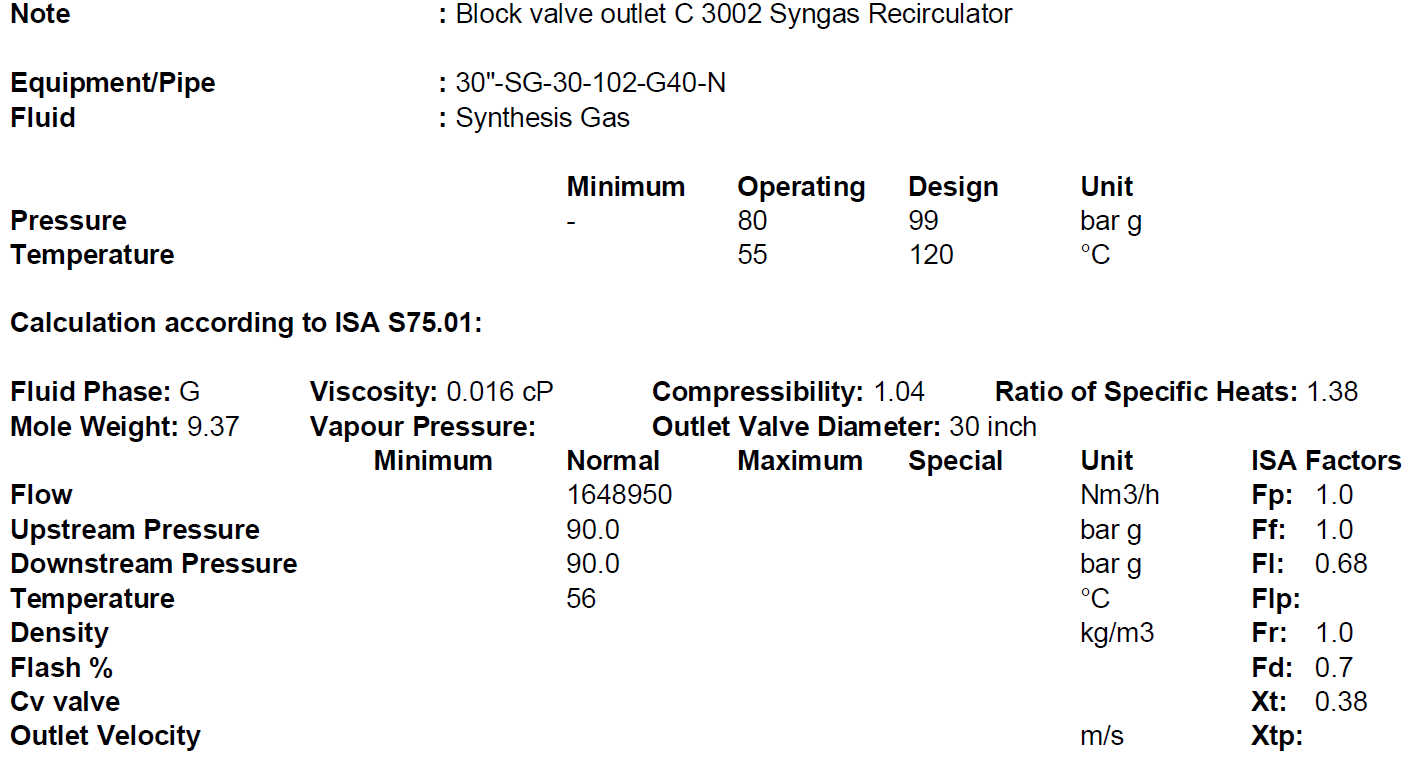 Note : Block valve outlet C 3002 Syngas Recirculator
Equipment/Pipe : 30"-SG-30-102-G40-N
Fluid : Synthesis Gas
Minimum Operating Design Unit
Pressure - 80 99 bar g
Temperature 55 120 °C
Calculation according to ISA S75.01:
Fluid Phase: G Viscosity: 0.016 cP Compressibility: 1.04 Ratio of Specific Heats: 1.38
Mole Weight: 9.37 Vapour Pressure: Outlet Valve Diameter: 30 inch
Minimum Normal Maximum Special Unit ISA Factors
Flow 1648950 Nm3/h Fp: 1.0
Upstream Pressure 90.0 bar g Ff: 1.0
Downstream Pressure 90.0 bar g Fl: 0.68
Temperature 56 °C Flp:
Density kg/m3 Fr: 1.0
Flash % Fd: 0.7
Cv valve Xt: 0.38
Outlet Velocity m/s Xtp: